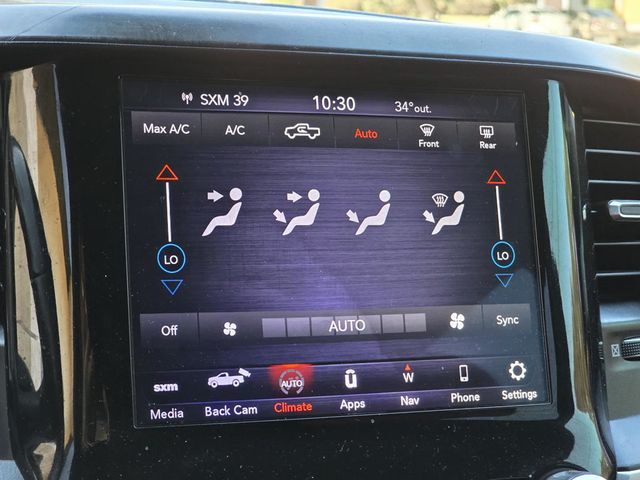 SXM 39 10:30 34°out.
Max A/C A/C Auto Front Rear
LO LO
Off AUTO Sync
sxm AUTO W
Media Back Cam Climate Apps Nav Phone Settings